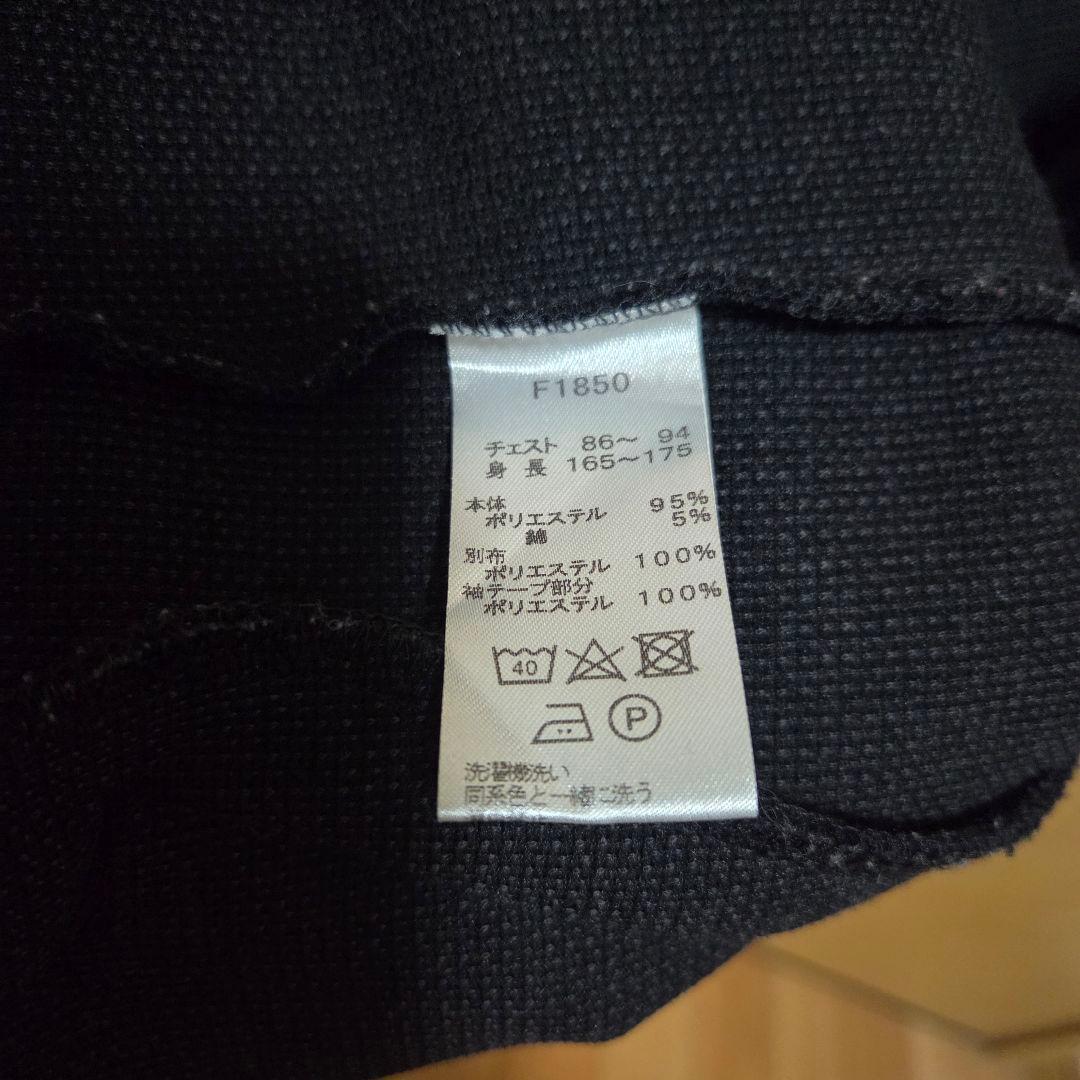 F1850
チェスト 86〜 94
身 長 165〜175
本体
ポリエステル 95%
綿 5%
別布
ポリエステル 100%
袖テープ部分
ポリエステル 100%
40
P
洗濯機洗い
同系色と一緒に洗う